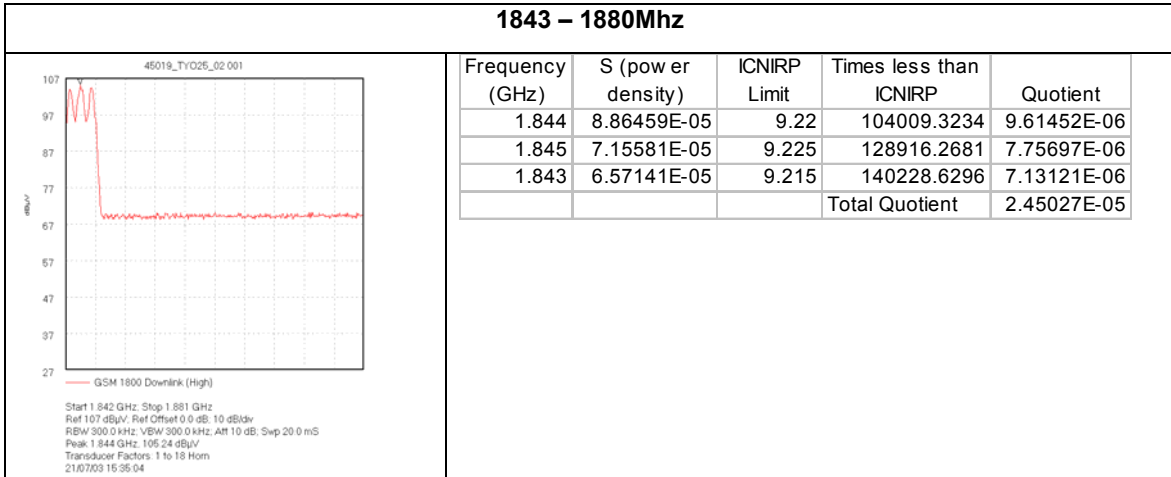 1843 – 1880Mhz
45019_TYO25_02 001
107
97
87
77
67
57
47
37
27
dBµV
GSM 1800 Downlink (High)
Start 1.842 GHz; Stop 1.881 GHz
Ref 107 dBµV; Ref Offset 0.0 dB; 10 dB/div
RBW 300.0 kHz; VBW 300.0 kHz; Att 10 dB; Swp 20.0 mS
Peak 1.844 GHz, 105.24 dBµV
Transducer Factors: 1 to 18 Horn
21/07/03 15:35:04
Frequency (GHz) S (pow er density) ICNIRP Limit Times less than ICNIRP Quotient
1.844 8.86459E-05 9.22 104009.3234 9.61452E-06
1.845 7.15581E-05 9.225 128916.2681 7.75697E-06
1.843 6.57141E-05 9.215 140228.6296 7.13121E-06
Total Quotient 2.45027E-05